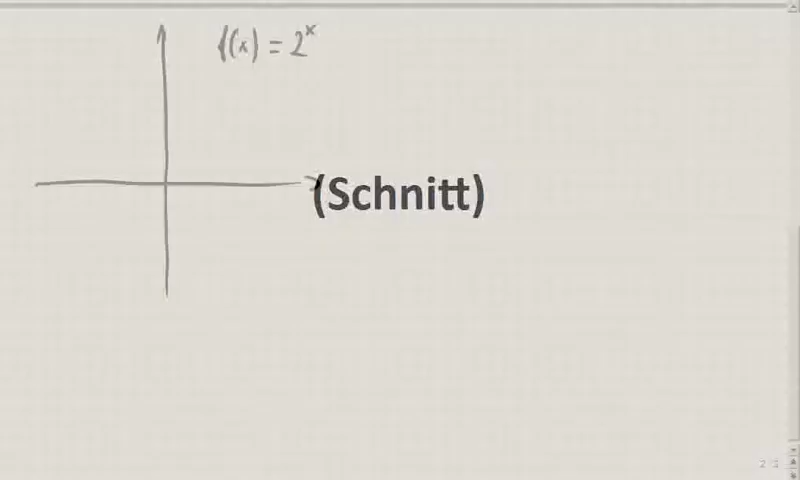 f(x) = 2^x
(Schnitt)